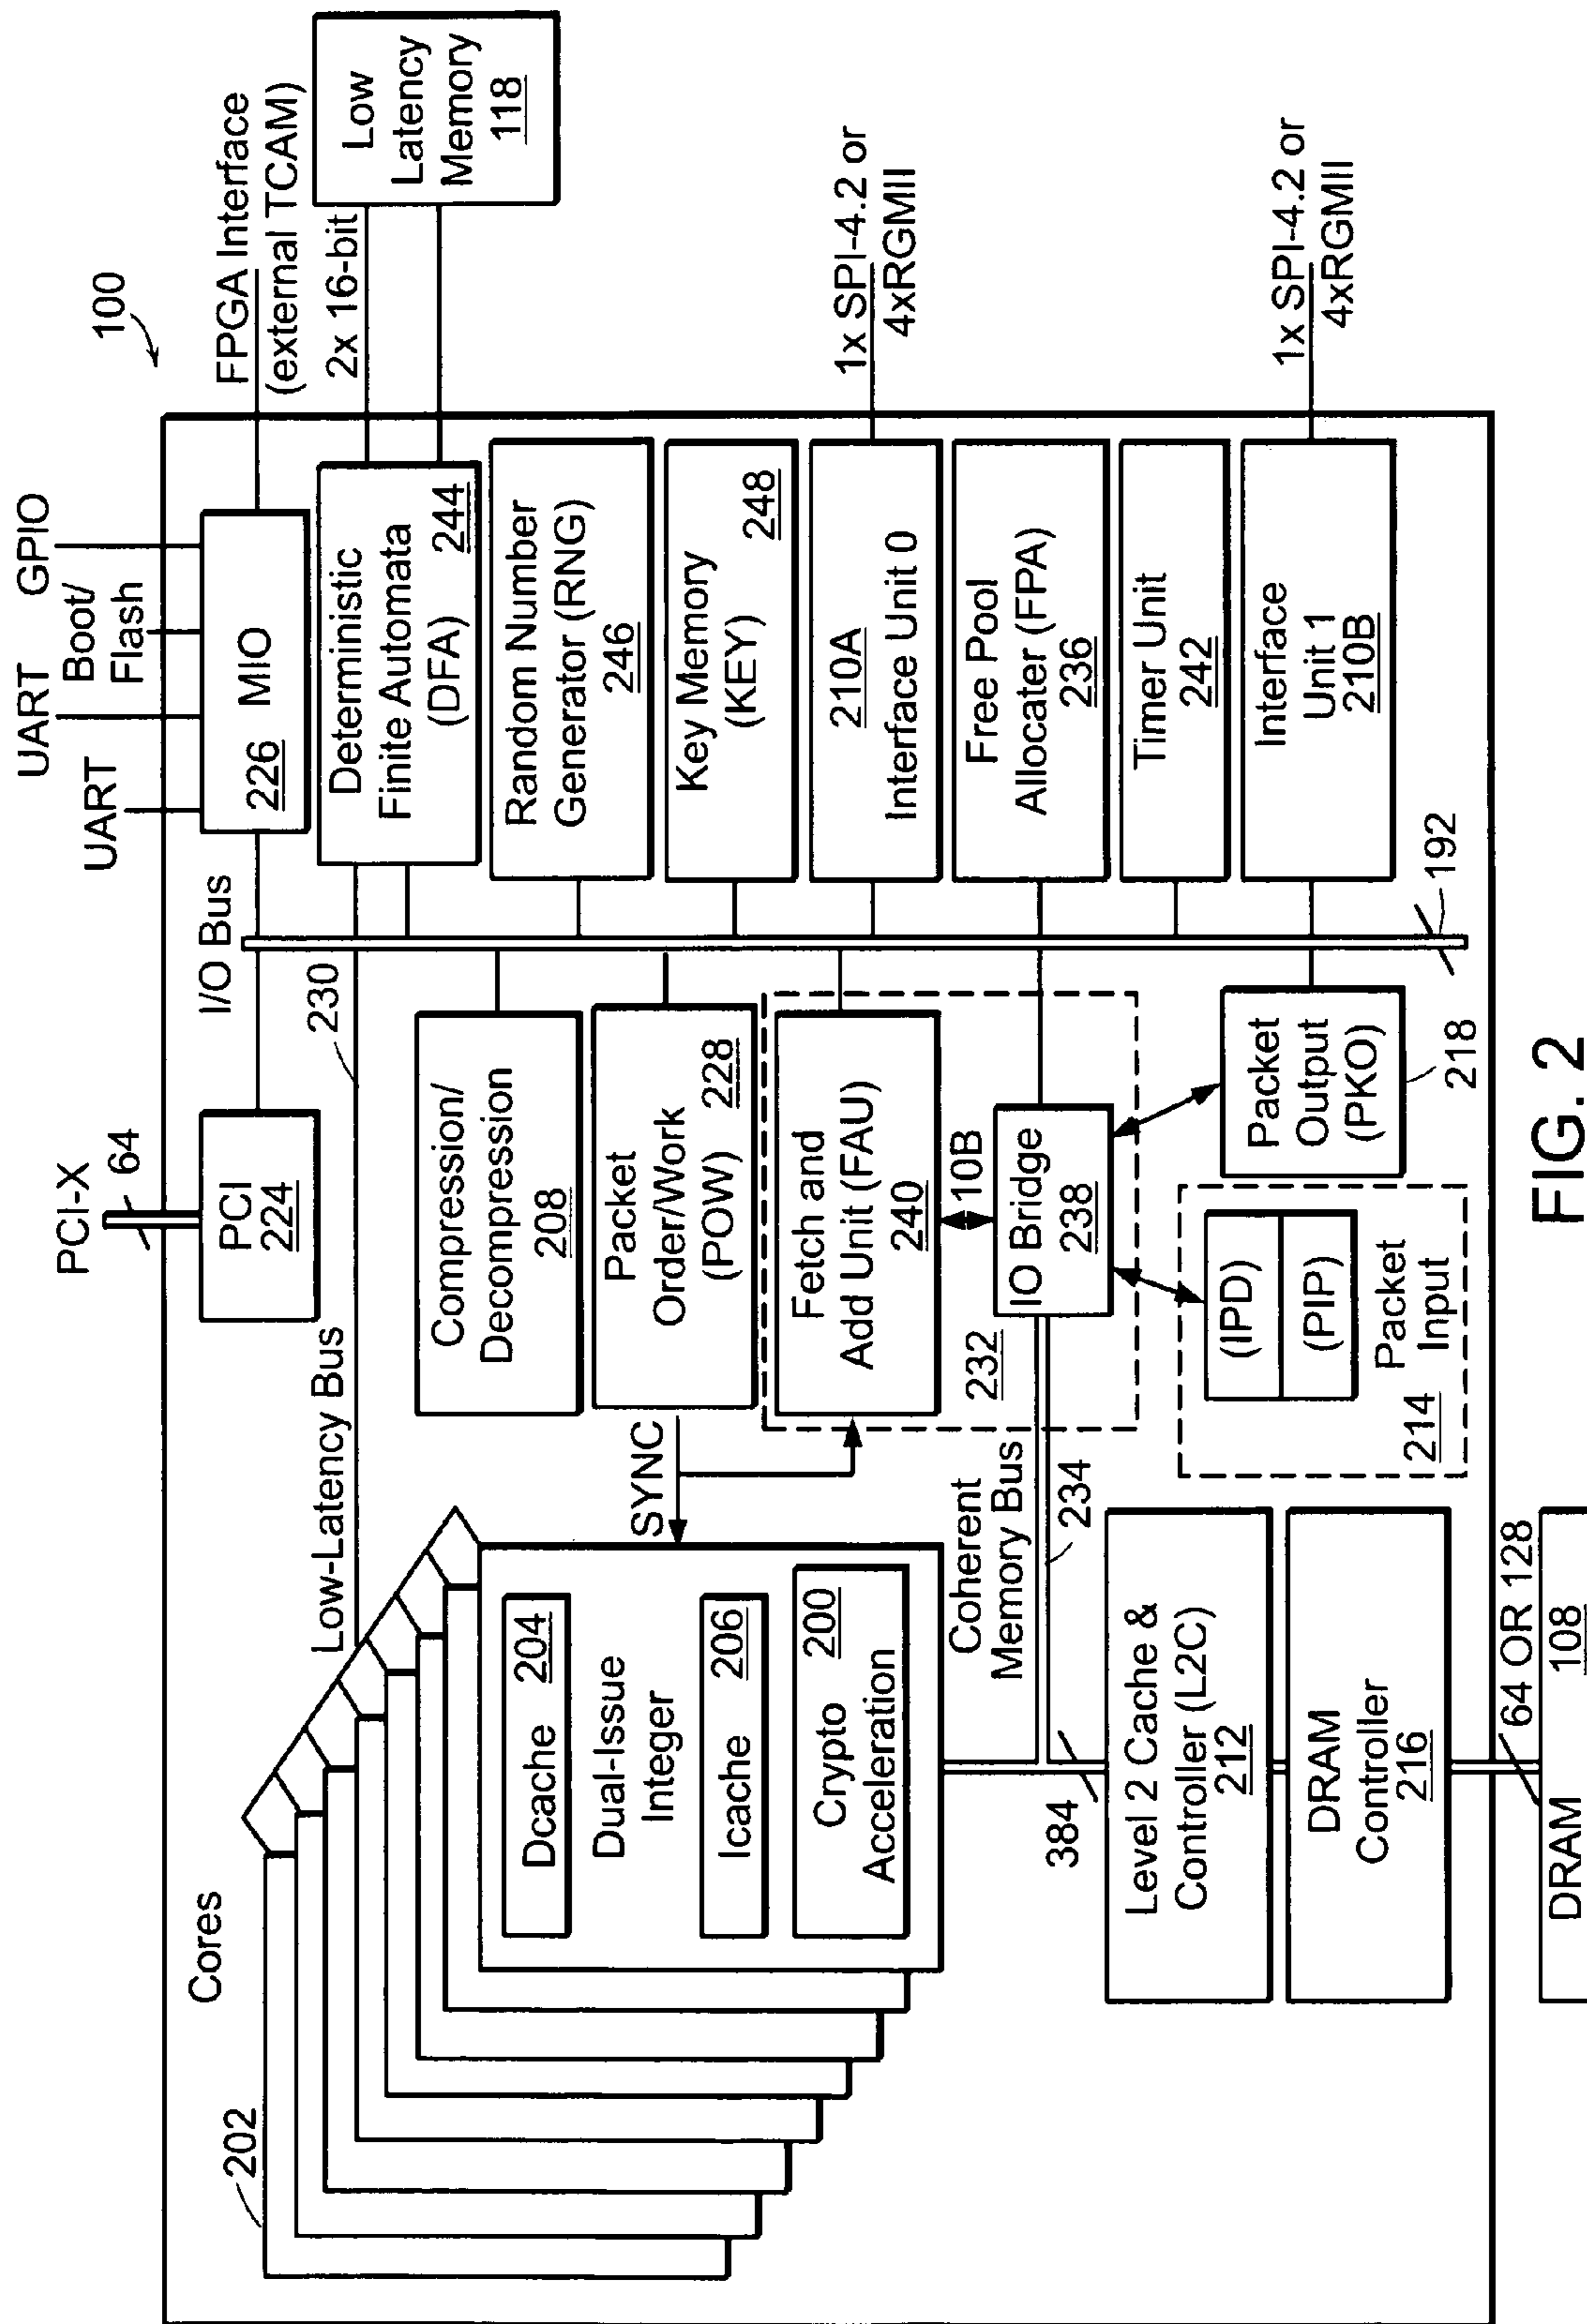 100
Cores
202
Dcache 204
Dual-Issue
Integer
Icache 206
Crypto 200
Acceleration
Low-Latency Bus
230
PCI-X
64
PCI
224
I/O Bus
UART
UART
Boot/
Flash
GPIO
226 MIO
FPGA Interface
(external TCAM)
2x 16-bit
Low
Latency
Memory
118
Deterministic
Finite Automata
(DFA) 244
Random Number
Generator (RNG)
246
Key Memory
(KEY) 248
210A
Interface Unit 0
1x SPI-4.2 or
4xRGMII
Free Pool
Allocater (FPA)
236
Timer Unit
242
Interface
Unit 1
210B
1x SPI-4.2 or
4xRGMII
192
Compression/
Decompression
208
Packet
Order/Work
(POW) 228
SYNC
Fetch and
Add Unit (FAU)
240
10B
232
IO Bridge
238
Coherent
Memory Bus
234
384
Level 2 Cache &
Controller (L2C)
212
DRAM
Controller
216
64 OR 128
DRAM 108
(IPD)
(PIP)
Packet
Input
214
Packet
Output
(PKO)
218
FIG. 2